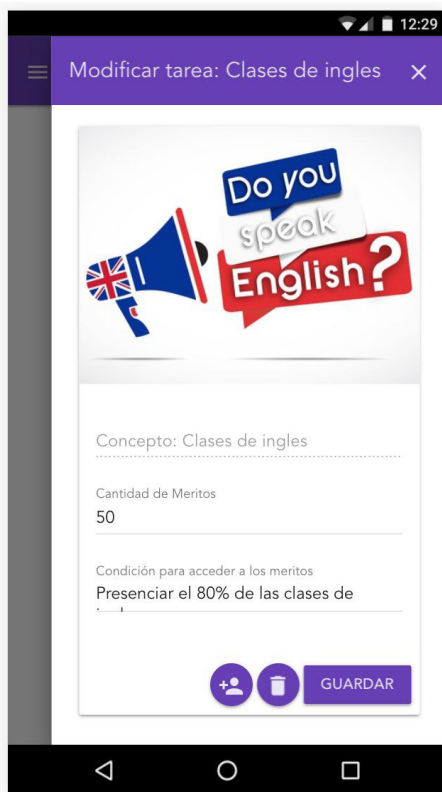 12:29
Modificar tarea: Clases de ingles
Do you
speak
English?
Concepto: Clases de ingles
Cantidad de Meritos
50
Condición para acceder a los meritos
Presenciar el 80% de las clases de
GUARDAR